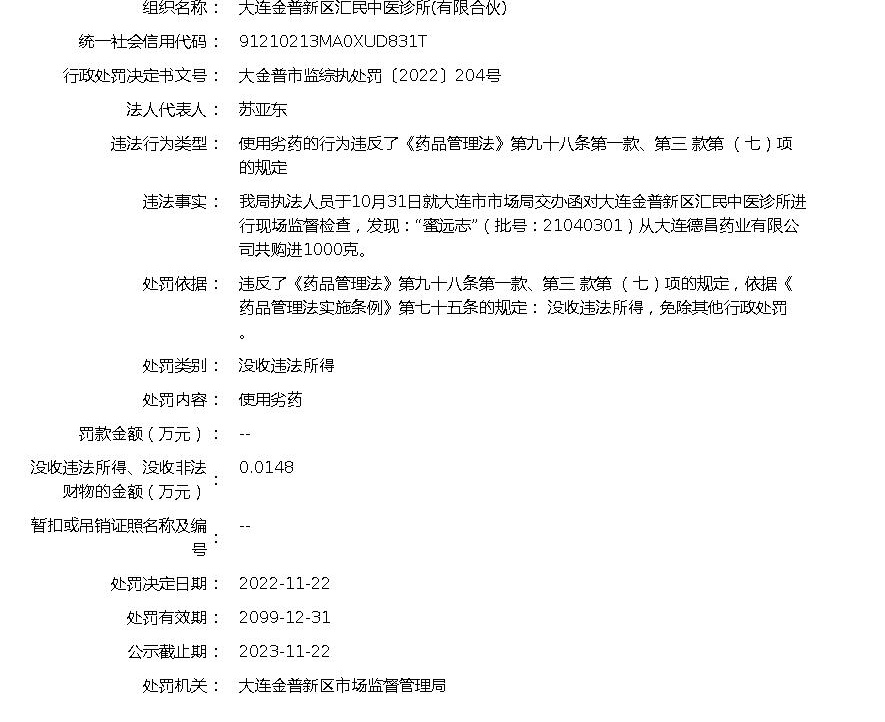 组织名称： 大连金普新区汇民中医诊所(有限合伙)
统一社会信用代码： 91210213MA0XUD831T
行政处罚决定书文号： 大金普市监综执处罚〔2022〕204号
法人代表人： 苏亚东
违法行为类型： 使用劣药的行为违反了《药品管理法》第九十八条第一款、第三 款第 （七）项
的规定
违法事实： 我局执法人员于10月31日就大连市市场局交办函对大连金普新区汇民中医诊所进
行现场监督检查，发现：“蜜远志”（批号：21040301）从大连德昌药业有限公
司共购进1000克。
处罚依据： 违反了《药品管理法》第九十八条第一款、第三 款第 （七）项的规定，依据《
药品管理法实施条例》第七十五条的规定： 没收违法所得，免除其他行政处罚
。
处罚类别： 没收违法所得
处罚内容： 使用劣药
罚款金额（万元）： --
没收违法所得、没收非法
财物的金额（万元）： 0.0148
暂扣或吊销证照名称及编
号： --
处罚决定日期： 2022-11-22
处罚有效期： 2099-12-31
公示截止期： 2023-11-22
处罚机关： 大连金普新区市场监督管理局